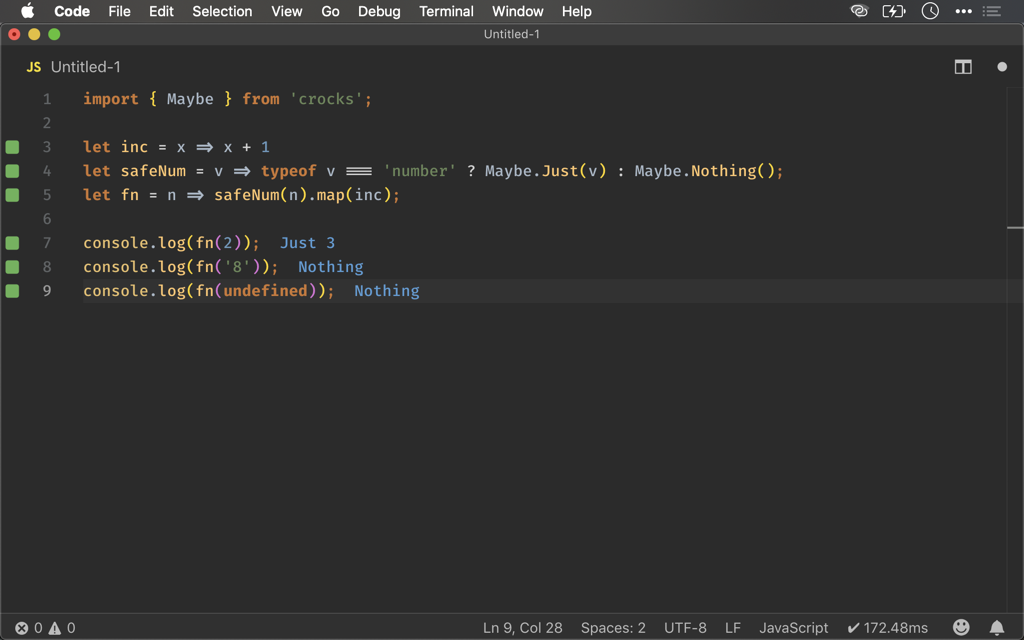 Code File Edit Selection View Go Debug Terminal Window Help
Untitled-1
JS Untitled-1
1 import { Maybe } from 'crocks';
2
3 let inc = x => x + 1
4 let safeNum = v => typeof v === 'number' ? Maybe.Just(v) : Maybe.Nothing();
5 let fn = n => safeNum(n).map(inc);
6
7 console.log(fn(2)); Just 3
8 console.log(fn('8')); Nothing
9 console.log(fn(undefined)); Nothing
0 0 Ln 9, Col 28 Spaces: 2 UTF-8 LF JavaScript ✔ 172.48ms